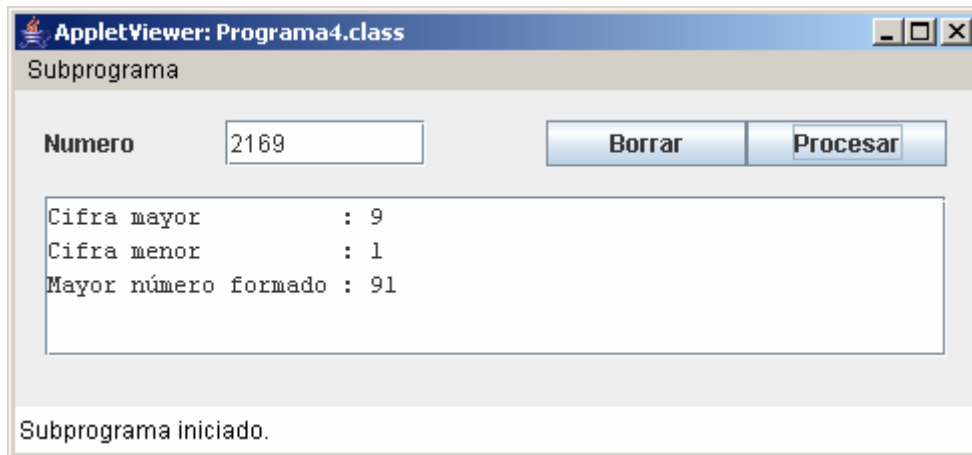 AppletViewer: Programa4.class
Subprograma
Numero 2169 Borrar Procesar
Cifra mayor : 9
Cifra menor : 1
Mayor número formado : 91
Subprograma iniciado.